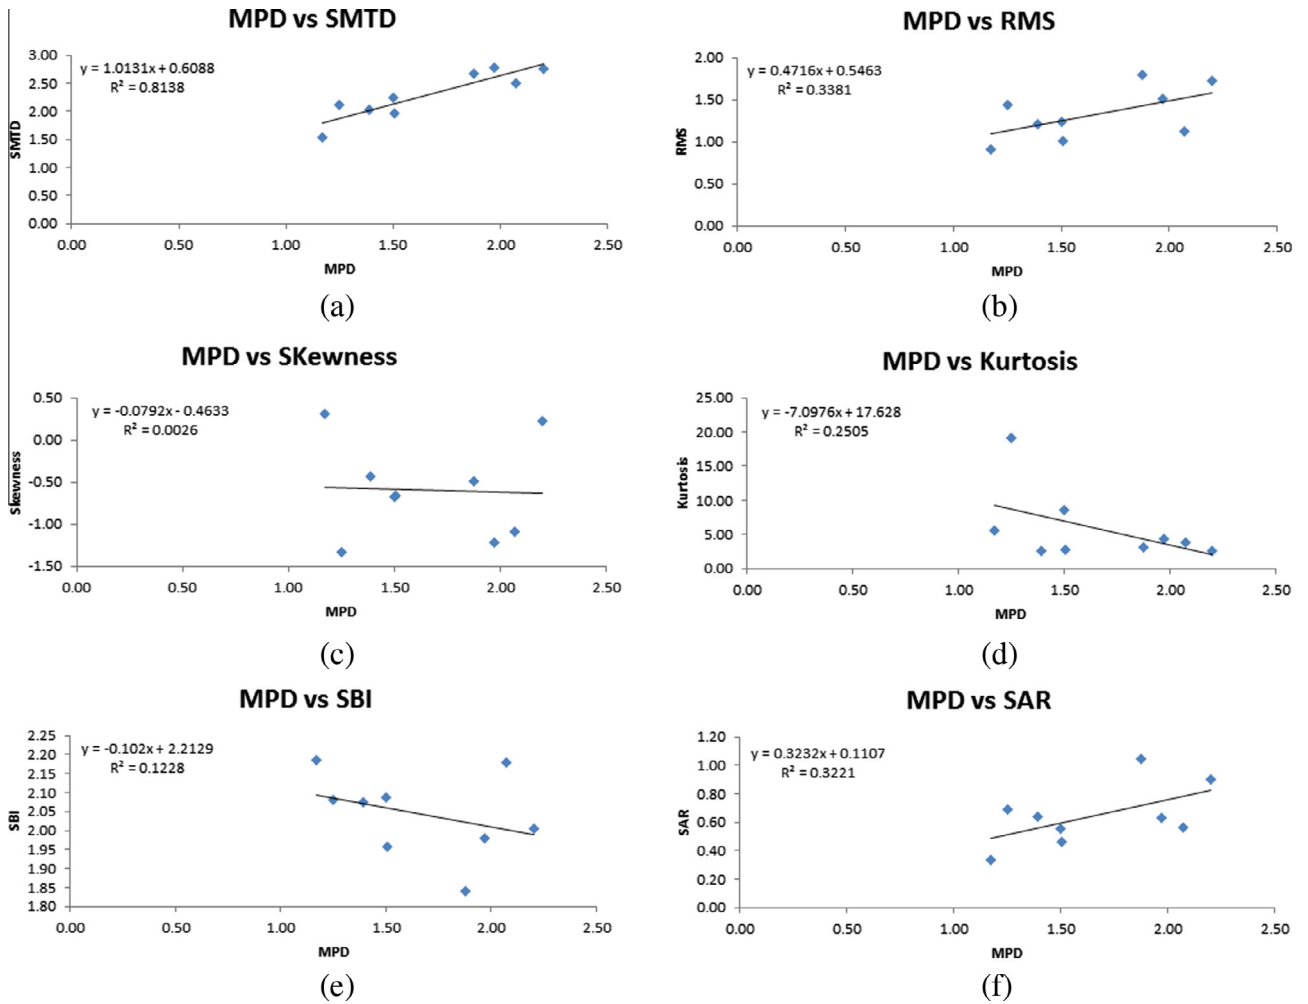 MPD vs SMTD
y = 1.0131x + 0.6088
R² = 0.8138
3.00
2.50
2.00
1.50
1.00
0.50
0.00
SMTD
0.00 0.50 1.00 1.50 2.00 2.50
MPD
(a)
MPD vs RMS
y = 0.4716x + 0.5463
R² = 0.3381
2.00
1.50
1.00
0.50
0.00
RMS
0.00 0.50 1.00 1.50 2.00 2.50
MPD
(b)
MPD vs SKewness
y = -0.0792x - 0.4633
R² = 0.0026
0.50
0.00
-0.50
-1.00
-1.50
Skewness
0.00 0.50 1.00 1.50 2.00 2.50
MPD
(c)
MPD vs Kurtosis
y = -7.0976x + 17.628
R² = 0.2505
25.00
20.00
15.00
10.00
5.00
0.00
Kurtosis
0.00 0.50 1.00 1.50 2.00 2.50
MPD
(d)
MPD vs SBI
y = -0.102x + 2.2129
R² = 0.1228
2.25
2.20
2.15
2.10
2.05
2.00
1.95
1.90
1.85
1.80
SBI
0.00 0.50 1.00 1.50 2.00 2.50
MPD
(e)
MPD vs SAR
y = 0.3232x + 0.1107
R² = 0.3221
1.20
1.00
0.80
0.60
0.40
0.20
0.00
SAR
0.00 0.50 1.00 1.50 2.00 2.50
MPD
(f)